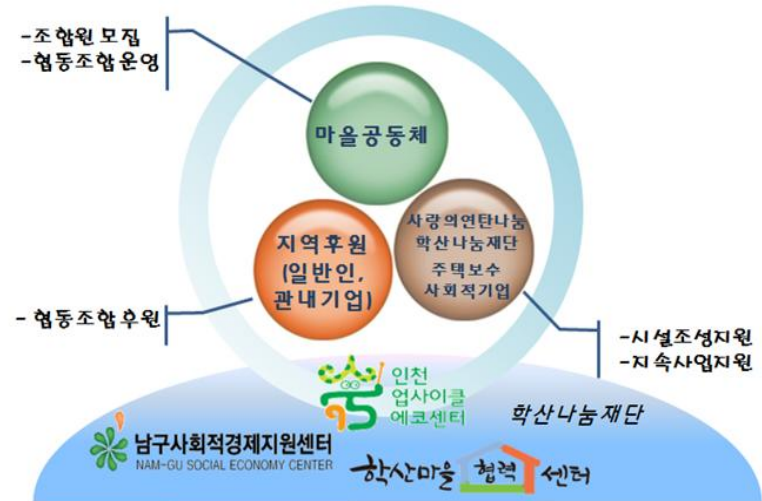 -조합원 모집
-협동조합운영
마을공동체
지역후원
(일반인,
관내기업)
사랑의연탄나눔
학산나눔재단
주택보수
사회적기업
- 협동조합후원
-시설조성지원
-지속사업지원
인천
업사이클
에코센터
학산나눔재단
남구사회적경제지원센터
NAM-GU SOCIAL ECONOMY CENTER
학산마을 협력 센터